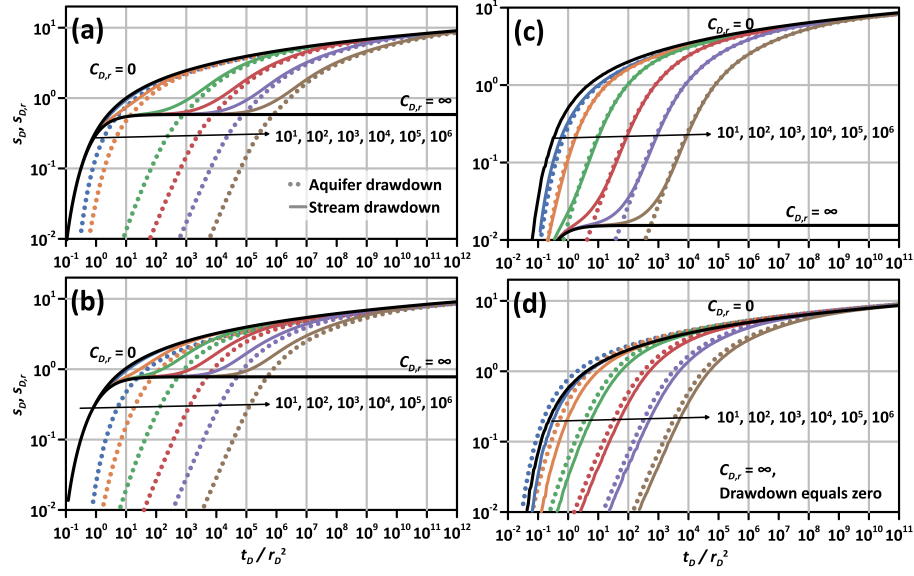 (a)
C_{D,r} = 0
C_{D,r} = ∞
10¹, 10², 10³, 10⁴, 10⁵, 10⁶
Aquifer drawdown
Stream drawdown
s_D, s_{D,r}
10¹
10⁰
10⁻¹
10⁻²
10⁻¹ 10⁰ 10¹ 10² 10³ 10⁴ 10⁵ 10⁶ 10⁷ 10⁸ 10⁹ 10¹⁰ 10¹¹ 10¹²
(b)
C_{D,r} = 0
C_{D,r} = ∞
10¹, 10², 10³, 10⁴, 10⁵, 10⁶
s_D, s_{D,r}
10¹
10⁰
10⁻¹
10⁻²
10⁻¹ 10⁰ 10¹ 10² 10³ 10⁴ 10⁵ 10⁶ 10⁷ 10⁸ 10⁹ 10¹⁰ 10¹¹ 10¹²
t_D / r_D²
(c)
C_{D,r} = 0
10¹, 10², 10³, 10⁴, 10⁵, 10⁶
C_{D,r} = ∞
10¹
10⁰
10⁻¹
10⁻²
10⁻² 10⁻¹ 10⁰ 10¹ 10² 10³ 10⁴ 10⁵ 10⁶ 10⁷ 10⁸ 10⁹ 10¹⁰ 10¹¹
(d)
C_{D,r} = 0
10¹, 10², 10³, 10⁴, 10⁵, 10⁶
C_{D,r} = ∞,
Drawdown equals zero
10¹
10⁰
10⁻¹
10⁻²
10⁻² 10⁻¹ 10⁰ 10¹ 10² 10³ 10⁴ 10⁵ 10⁶ 10⁷ 10⁸ 10⁹ 10¹⁰ 10¹¹
t_D / r_D²